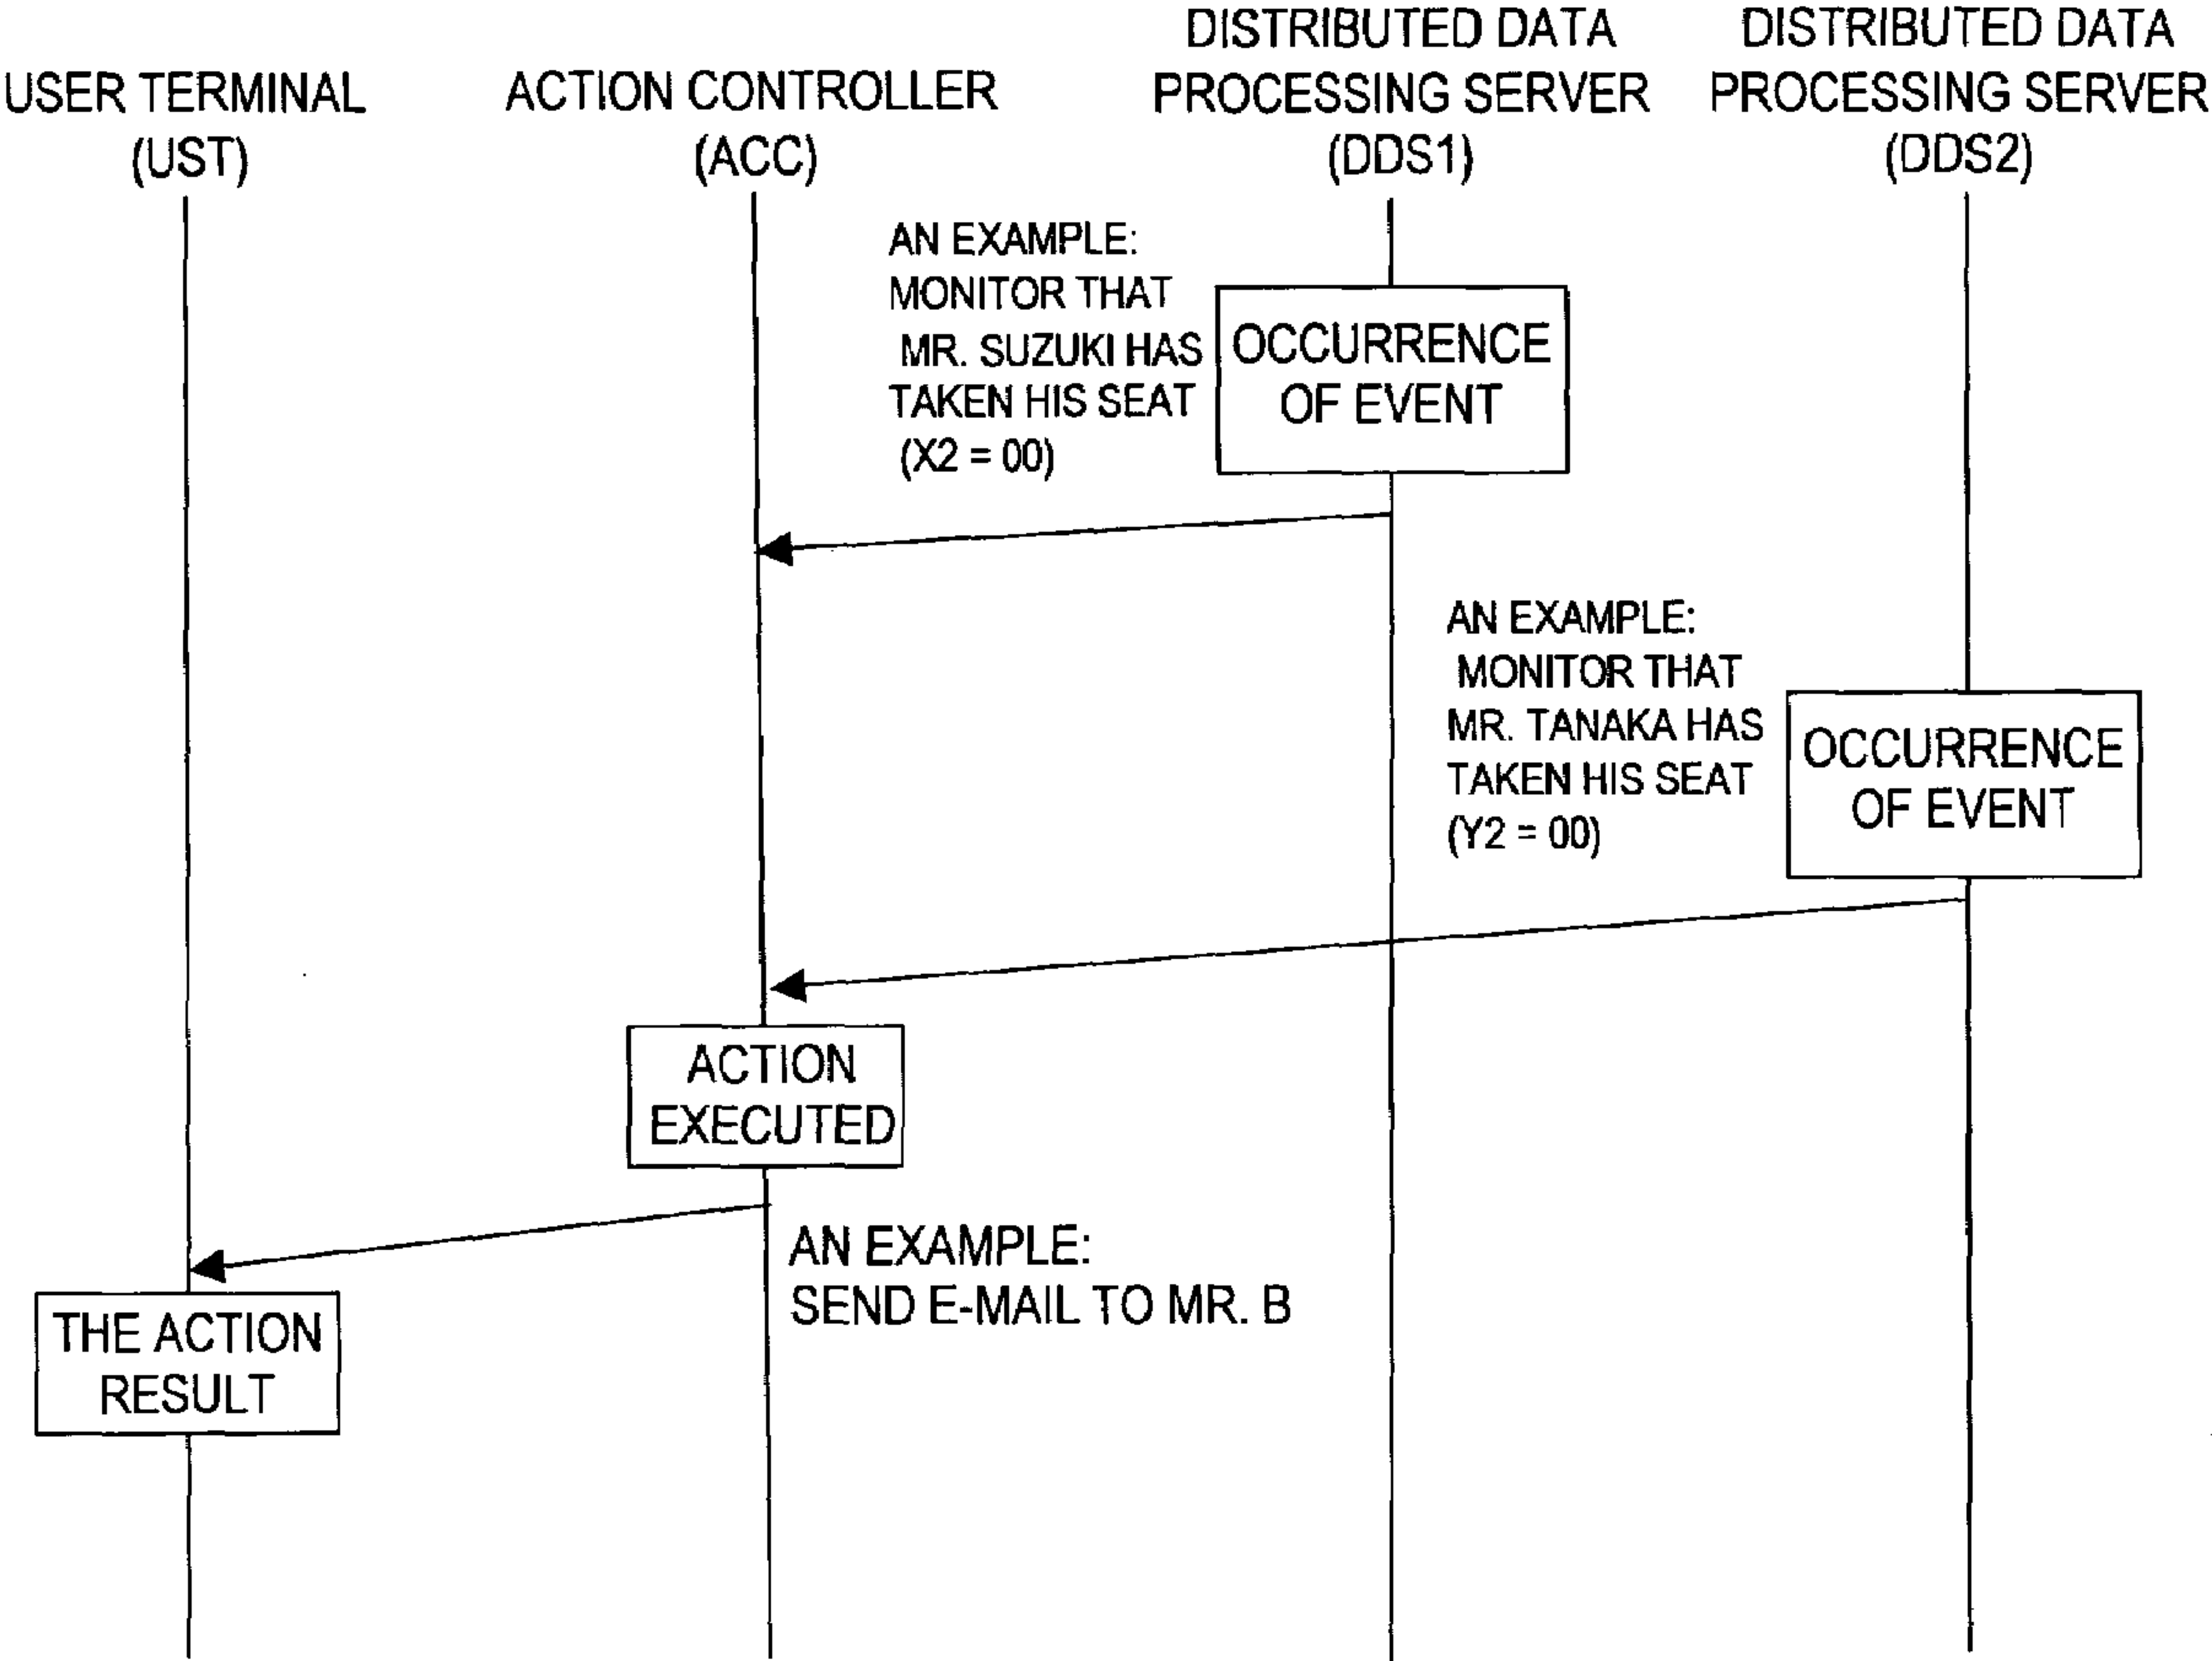 USER TERMINAL
(UST)
ACTION CONTROLLER
(ACC)
DISTRIBUTED DATA
PROCESSING SERVER
(DDS1)
DISTRIBUTED DATA
PROCESSING SERVER
(DDS2)
AN EXAMPLE:
MONITOR THAT
MR. SUZUKI HAS
TAKEN HIS SEAT
(X2 = 00)
OCCURRENCE
OF EVENT
AN EXAMPLE:
MONITOR THAT
MR. TANAKA HAS
TAKEN HIS SEAT
(Y2 = 00)
OCCURRENCE
OF EVENT
ACTION
EXECUTED
AN EXAMPLE:
SEND E-MAIL TO MR. B
THE ACTION
RESULT